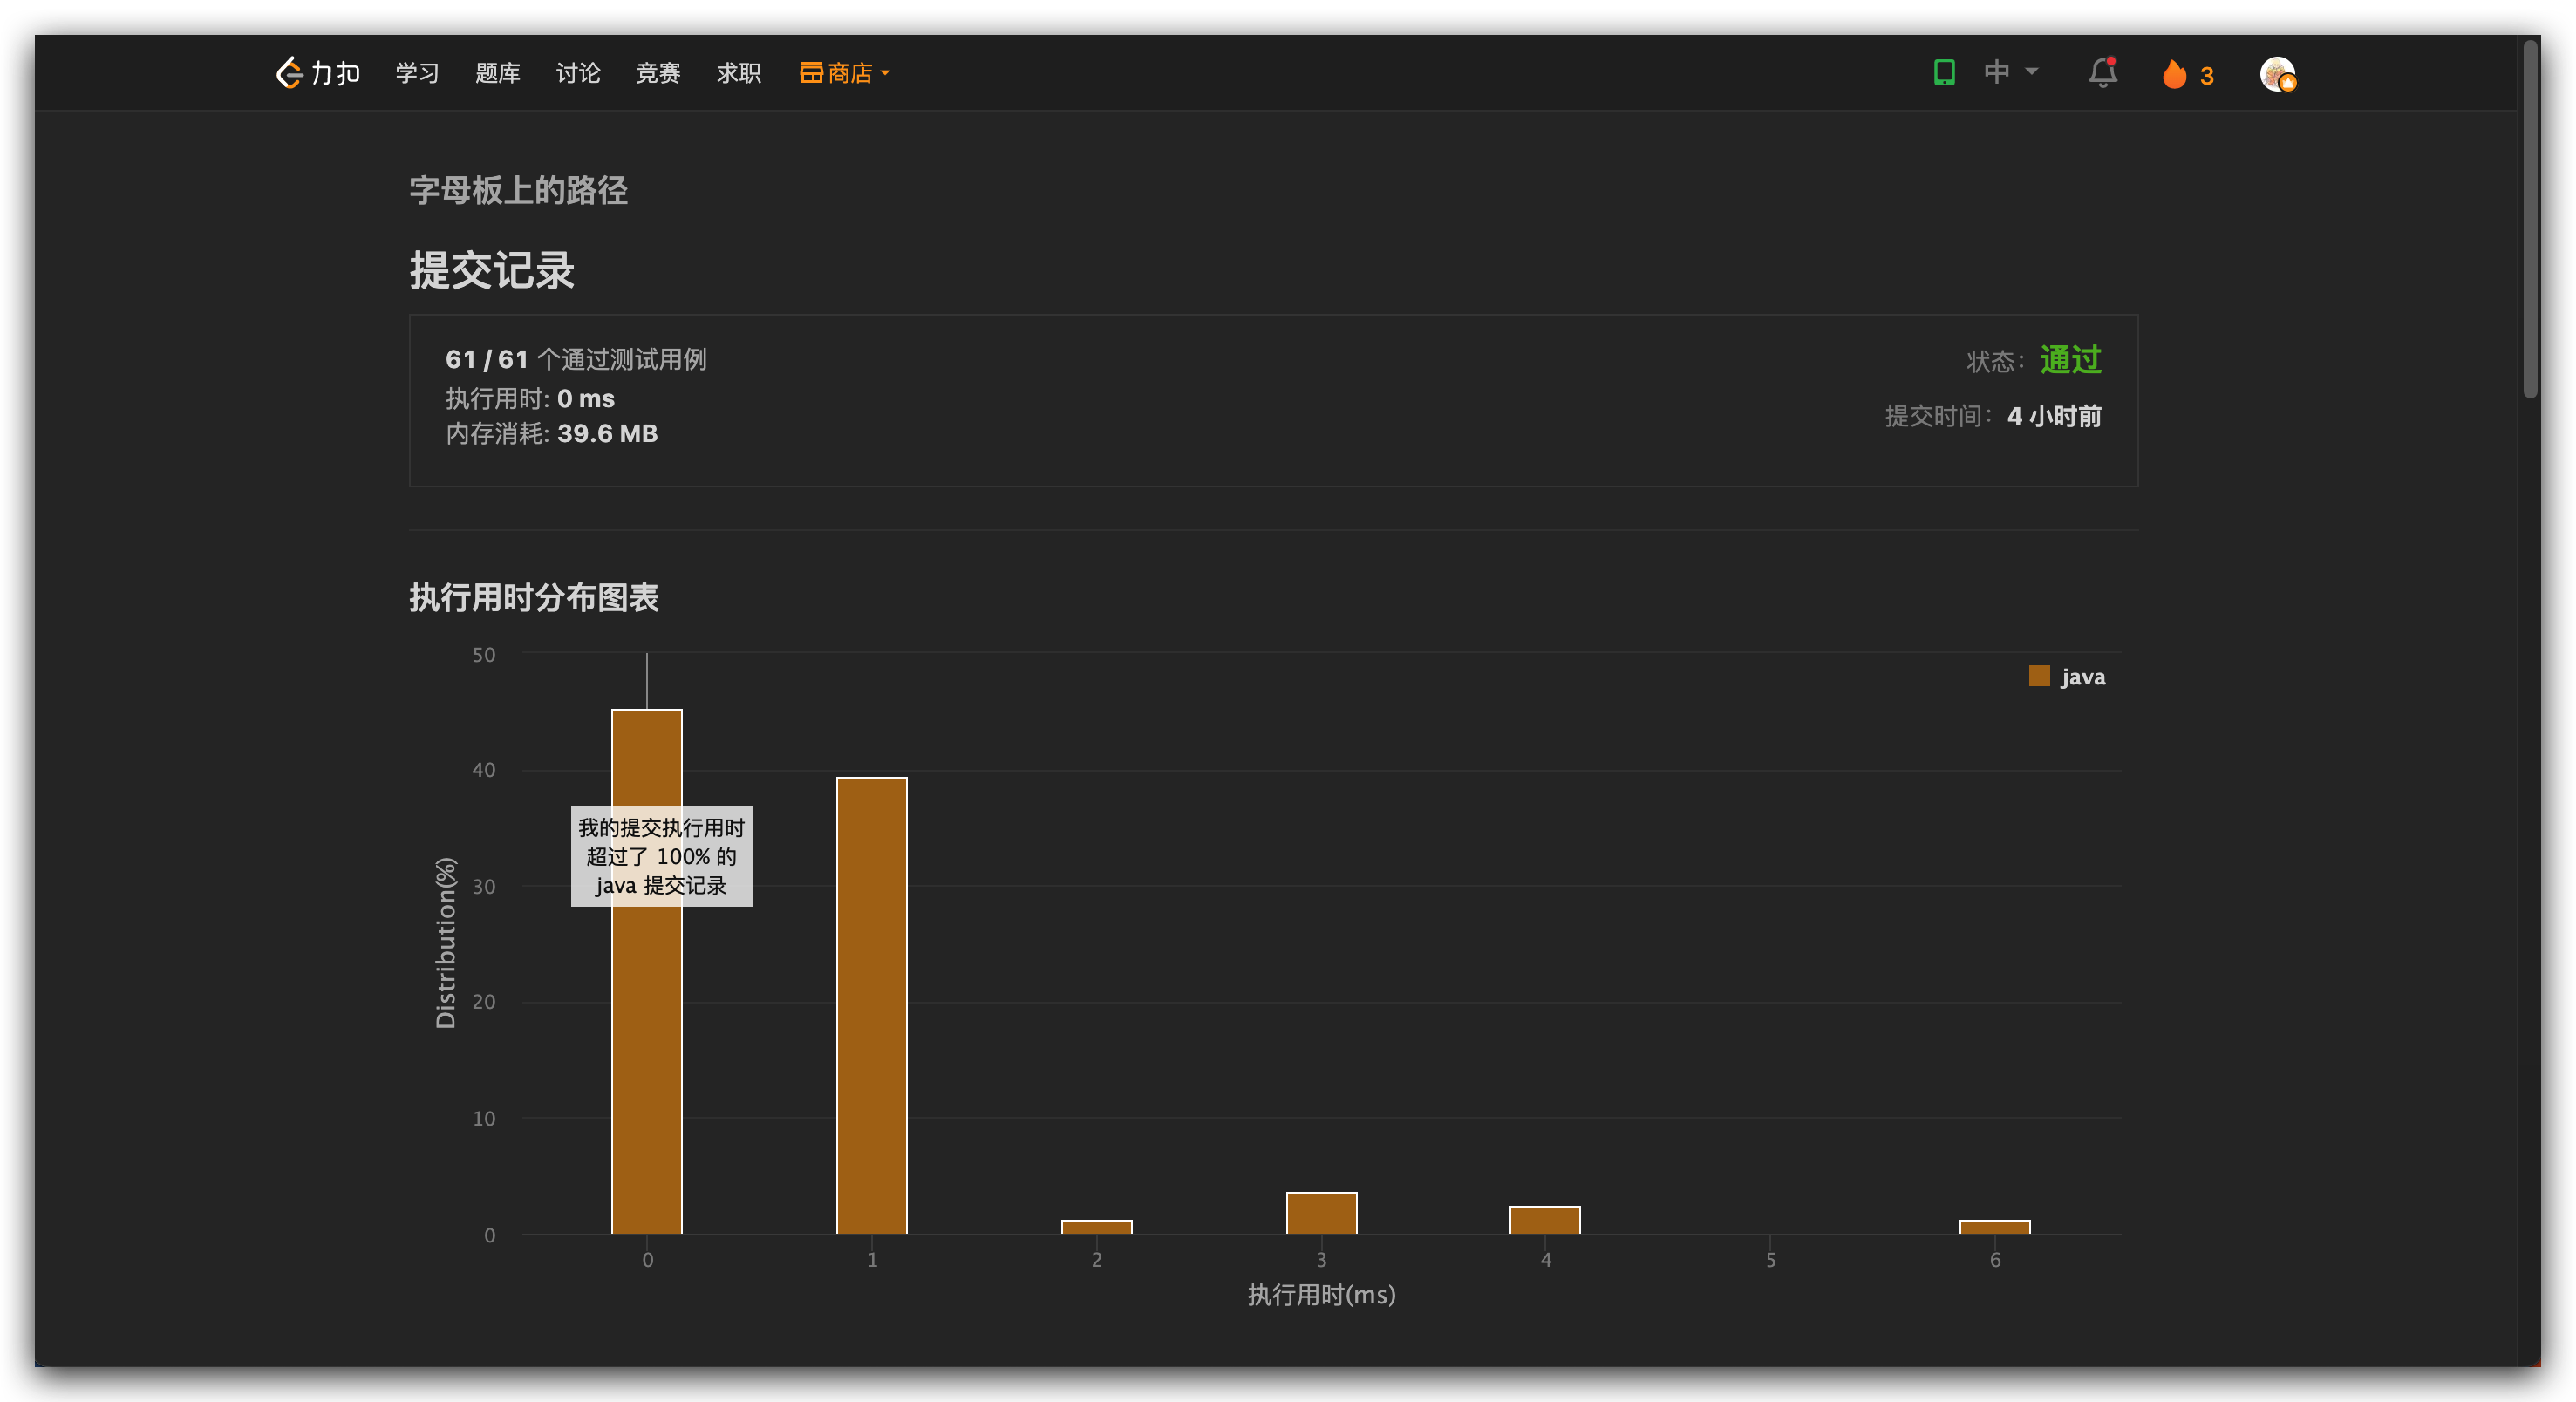 力扣 学习 题库 讨论 竞赛 求职 商店 中 3
字母板上的路径
提交记录
61 / 61 个通过测试用例
状态：通过
执行用时: 0 ms
提交时间：4 小时前
内存消耗: 39.6 MB
执行用时分布图表
java
50
40
30
20
10
0
Distribution(%)
我的提交执行用时
超过了 100% 的
java 提交记录
0 1 2 3 4 5 6
执行用时(ms)